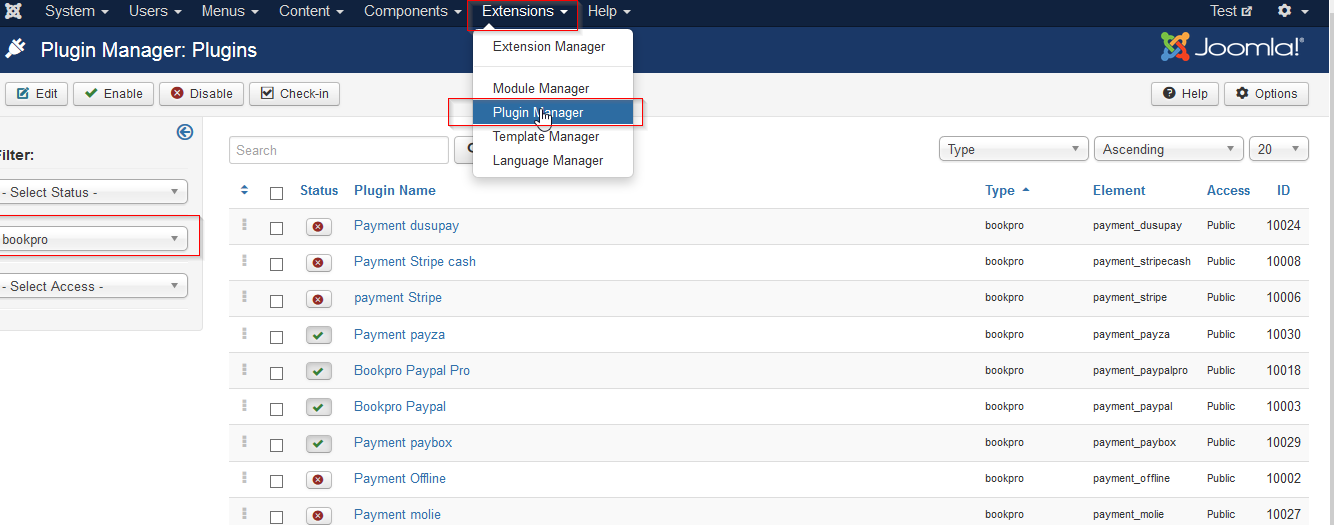 System Users Menus Content Components Extensions Help Test
Plugin Manager: Plugins
Joomla!®
Extension Manager
Module Manager
Plugin Manager
Template Manager
Language Manager
Edit Enable Disable Check-in Help Options
ilter:
- Select Status -
bookpro
- Select Access -
Search Type Ascending 20
Status Plugin Name Type Element Access ID
Payment dusupay bookpro payment_dusupay Public 10024
Payment Stripe cash bookpro payment_stripecash Public 10008
payment Stripe bookpro payment_stripe Public 10006
Payment payza bookpro payment_payza Public 10030
Bookpro Paypal Pro bookpro payment_paypalpro Public 10018
Bookpro Paypal bookpro payment_paypal Public 10003
Payment paybox bookpro payment_paybox Public 10029
Payment Offline bookpro payment_offline Public 10002
Payment molie bookpro payment_molie Public 10027